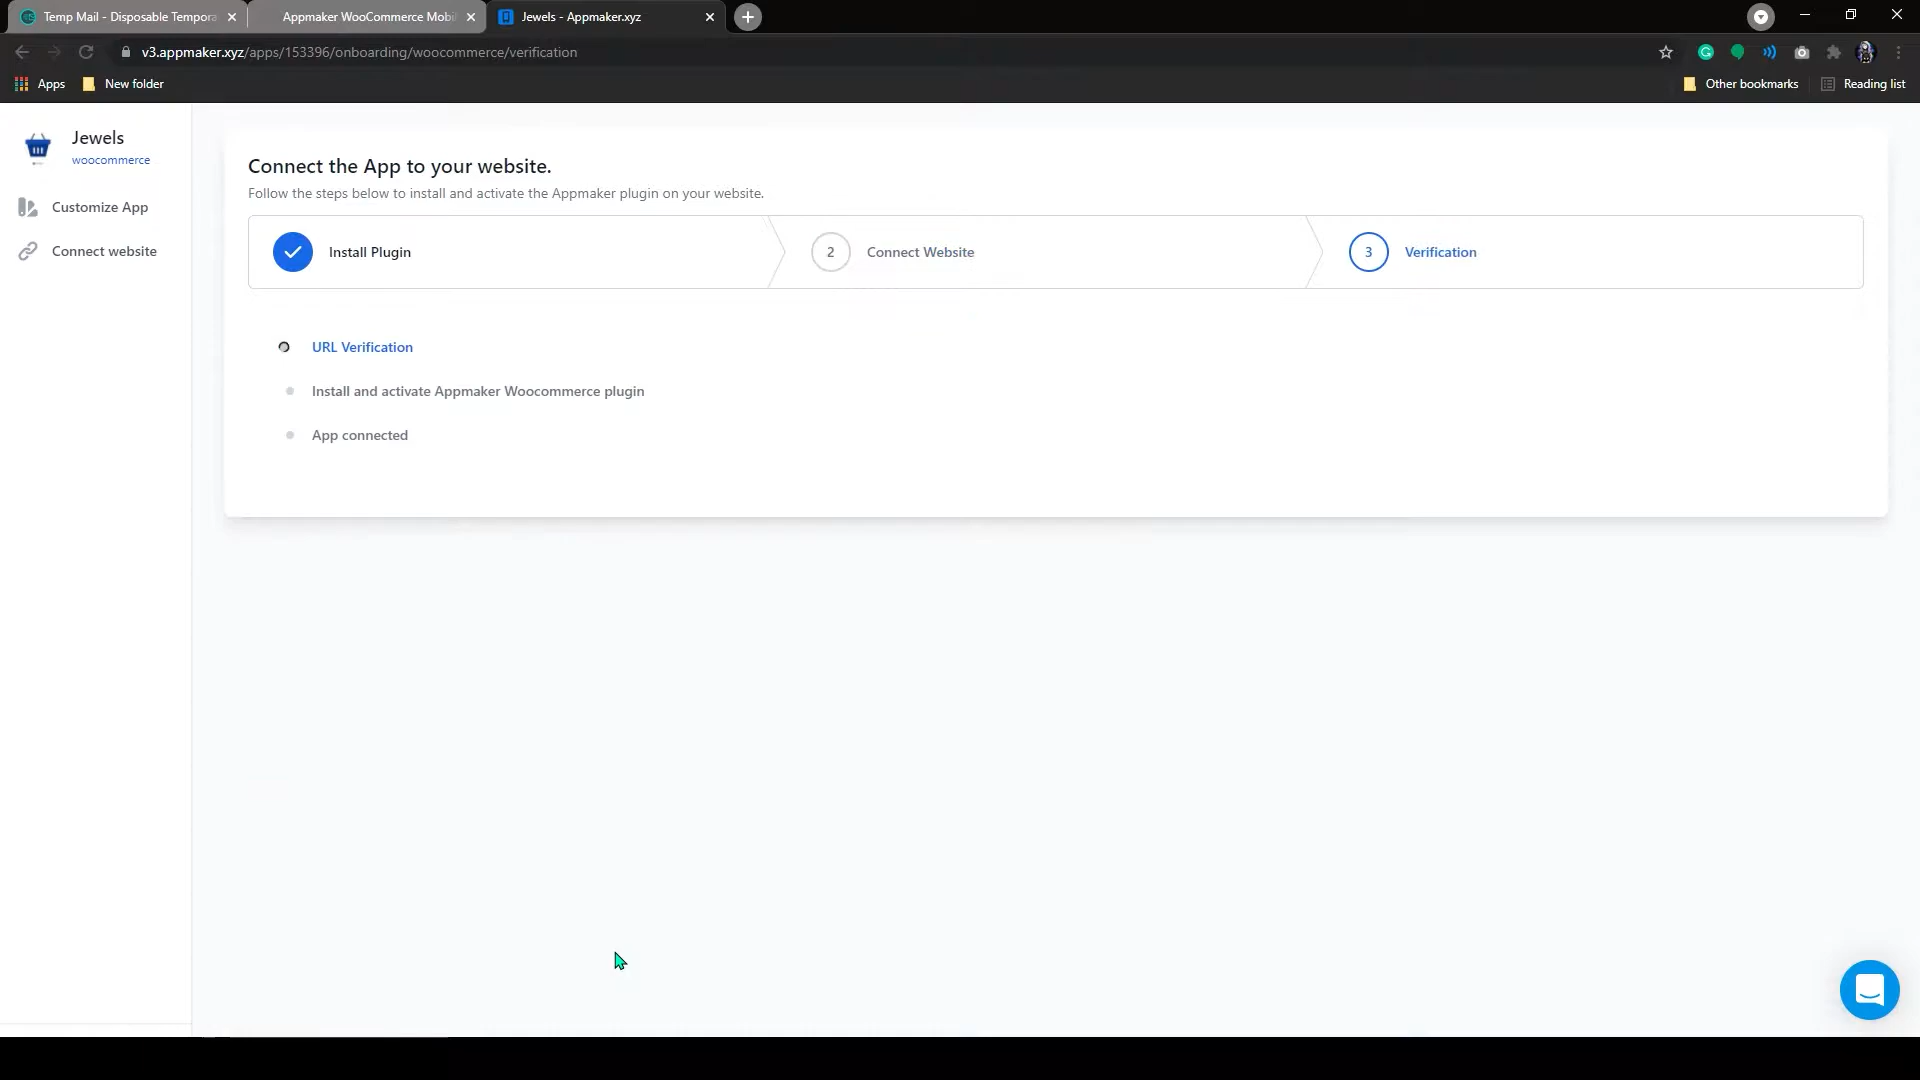 Temp Mail - Disposable Tempora
Appmaker WooCommerce Mobil
Jewels - Appmaker.xyz
v3.appmaker.xyz/apps/153396/onboarding/woocommerce/verification
Apps
New folder
Other bookmarks
Reading list
Jewels
woocommerce
Customize App
Connect website
Connect the App to your website.
Follow the steps below to install and activate the Appmaker plugin on your website.
Install Plugin
2 Connect Website
3 Verification
URL Verification
Install and activate Appmaker Woocommerce plugin
App connected